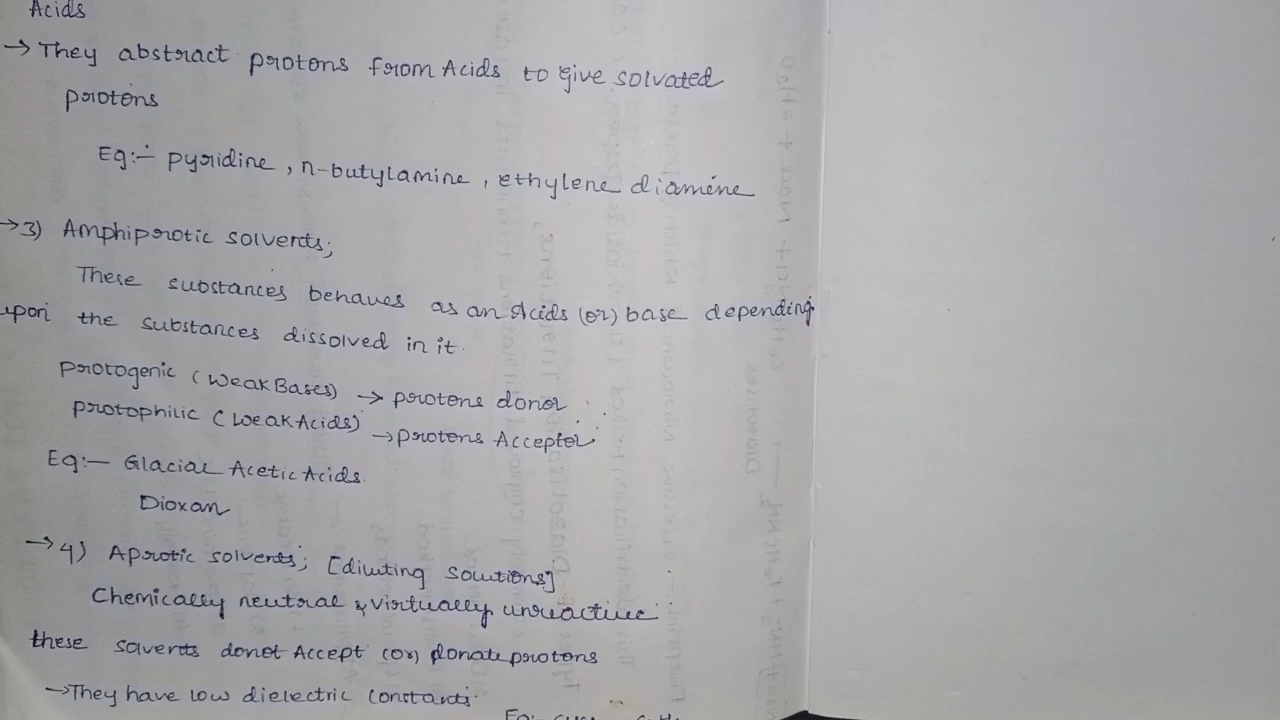 Acids
→ They abstract protons from Acids to give solvated
protons
Eg:- pyridine, n-butylamine, ethylene diamine
→3) Amphiprotic solvents;
These substances behaves as an Acids (or) base depending
upon the substances dissolved in it.
protogenic (weak Bases) → protons donor
protophilic (weak Acids) → protons Acceptor
Eg:- Glacial Acetic Acids
Dioxan
→4) Aprotic solvents; [diluting solutions]
Chemically neutral & virtually unreactive
these solvents donot Accept (or) donate protons
→They have low dielectric constants.